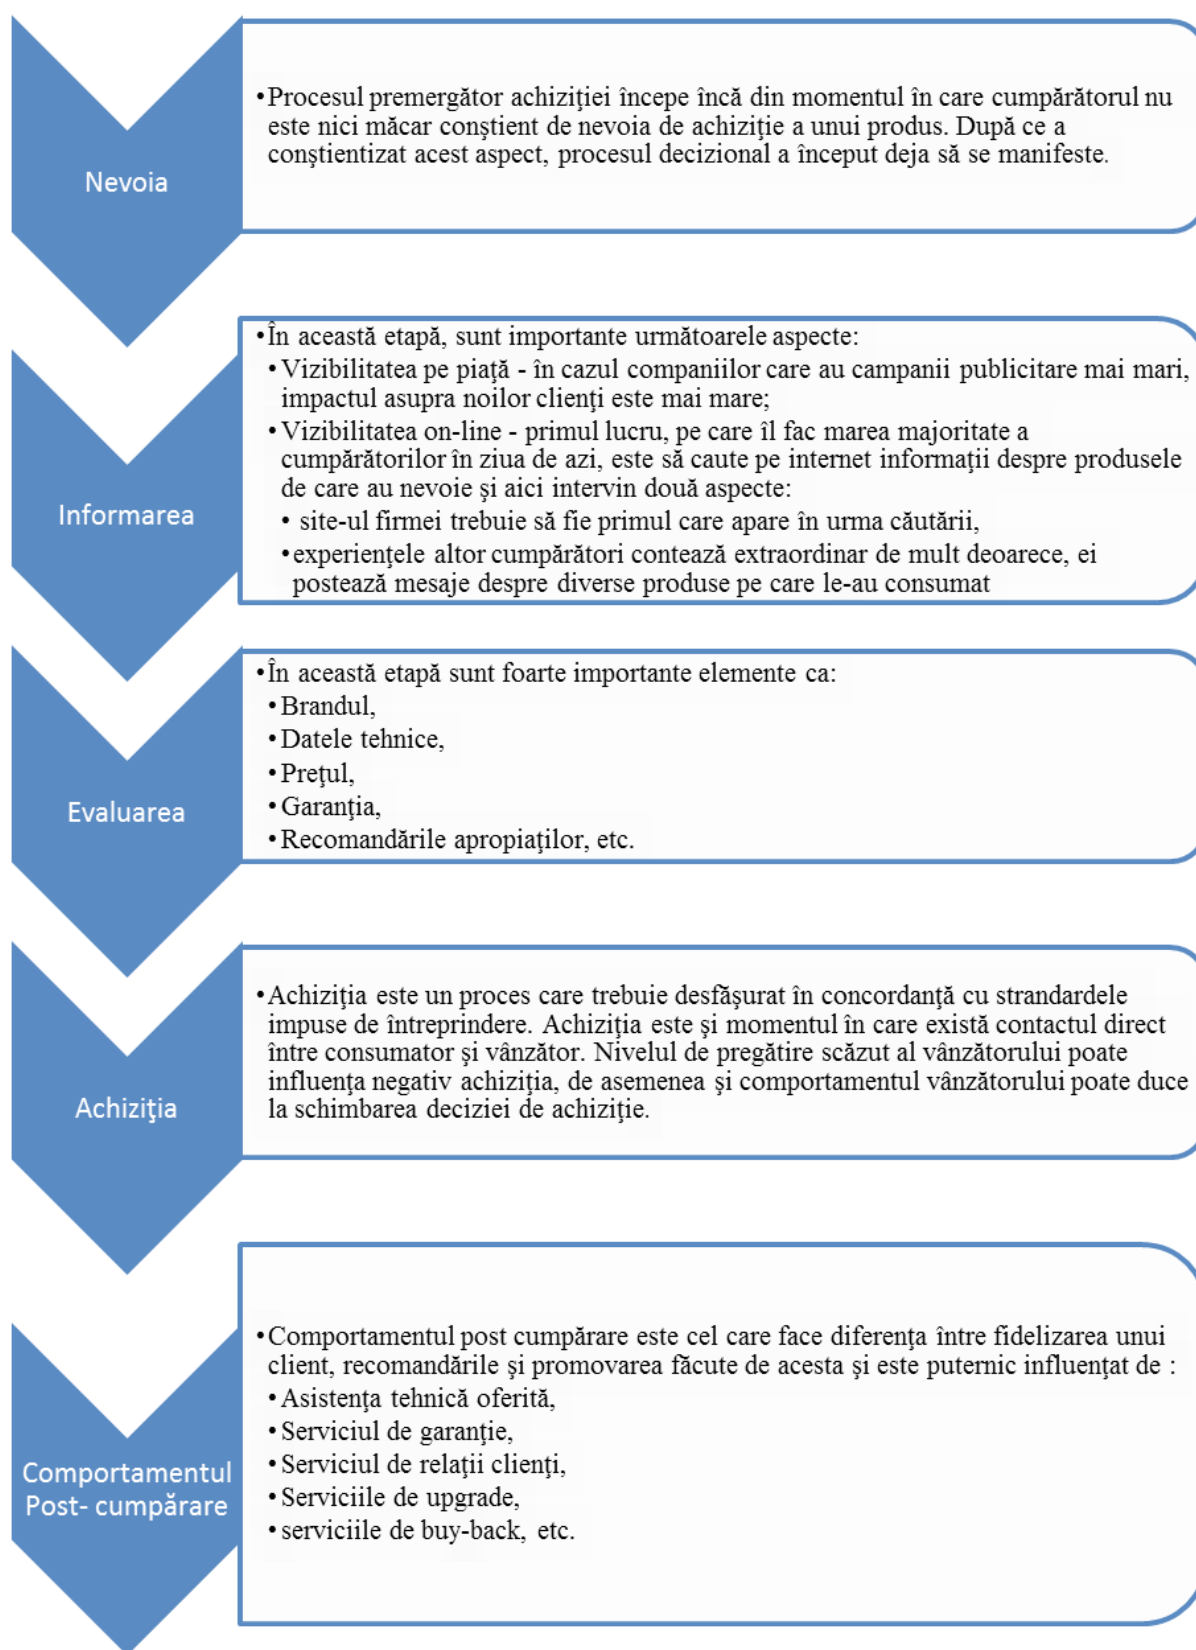 Nevoia
•Procesul premergător achiziţiei începe încă din momentul în care cumpărătorul nu
este nici măcar conştient de nevoia de achiziţie a unui produs. După ce a
conştientizat acest aspect, procesul decizional a început deja să se manifeste.
Informarea
•În această etapă, sunt importante următoarele aspecte:
•Vizibilitatea pe piaţă - în cazul companiilor care au campanii publicitare mai mari,
impactul asupra noilor clienţi este mai mare;
•Vizibilitatea on-line - primul lucru, pe care îl fac marea majoritate a
cumpărătorilor în ziua de azi, este să caute pe internet informaţii despre produsele
de care au nevoie şi aici intervin două aspecte:
• site-ul firmei trebuie să fie primul care apare în urma căutării,
•experienţele altor cumpărători contează extraordinar de mult deoarece, ei
postează mesaje despre diverse produse pe care le-au consumat
Evaluarea
•În această etapă sunt foarte importante elemente ca:
•Brandul,
•Datele tehnice,
•Preţul,
•Garanţia,
•Recomandările apropiaţilor, etc.
Achiziţia
•Achiziţia este un proces care trebuie desfăşurat în concordanţă cu strandardele
impuse de întreprindere. Achiziţia este şi momentul în care există contactul direct
între consumator şi vânzător. Nivelul de pregătire scăzut al vânzătorului poate
influenţa negativ achiziţia, de asemenea şi comportamentul vânzătorului poate duce
la schimbarea deciziei de achiziţie.
Comportamentul
Post- cumpărare
•Comportamentul post cumpărare este cel care face diferenţa între fidelizarea unui
client, recomandările şi promovarea făcute de acesta şi este puternic influenţat de :
•Asistenţa tehnică oferită,
•Serviciul de garanţie,
•Serviciul de relaţii clienţi,
•Serviciile de upgrade,
•serviciile de buy-back, etc.